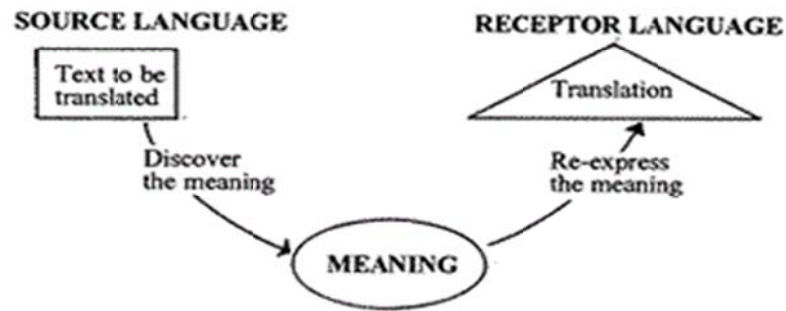 SOURCE LANGUAGE
RECEPTOR LANGUAGE
Text to be
translated
Translation
Discover
the meaning
Re-express
the meaning
MEANING